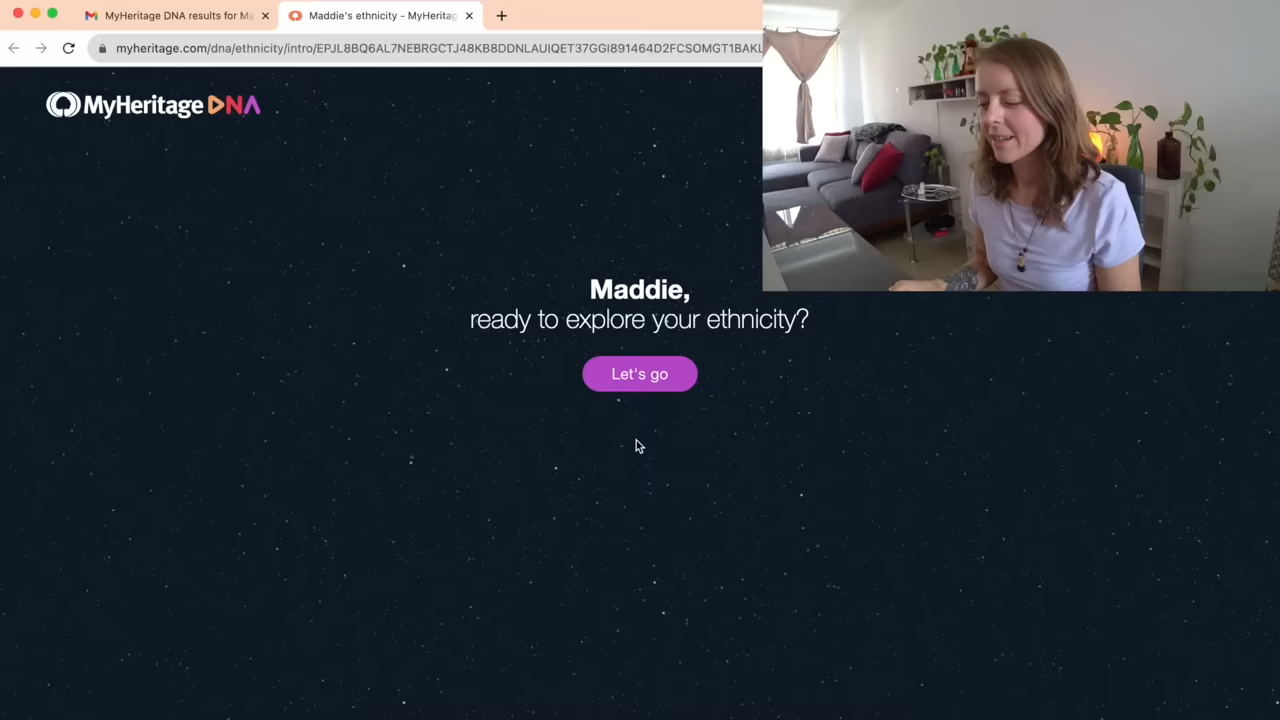 MyHeritage DNA results for Ma
Maddie's ethnicity - MyHeritag
myheritage.com/dna/ethnicity/intro/EPJL8BQ6AL7NEBRGCTJ48KB8DDNLAUIQET37GGI891464D2FCSOMGT1BAKL
MyHeritage DNA
Maddie,
ready to explore your ethnicity?
Let's go